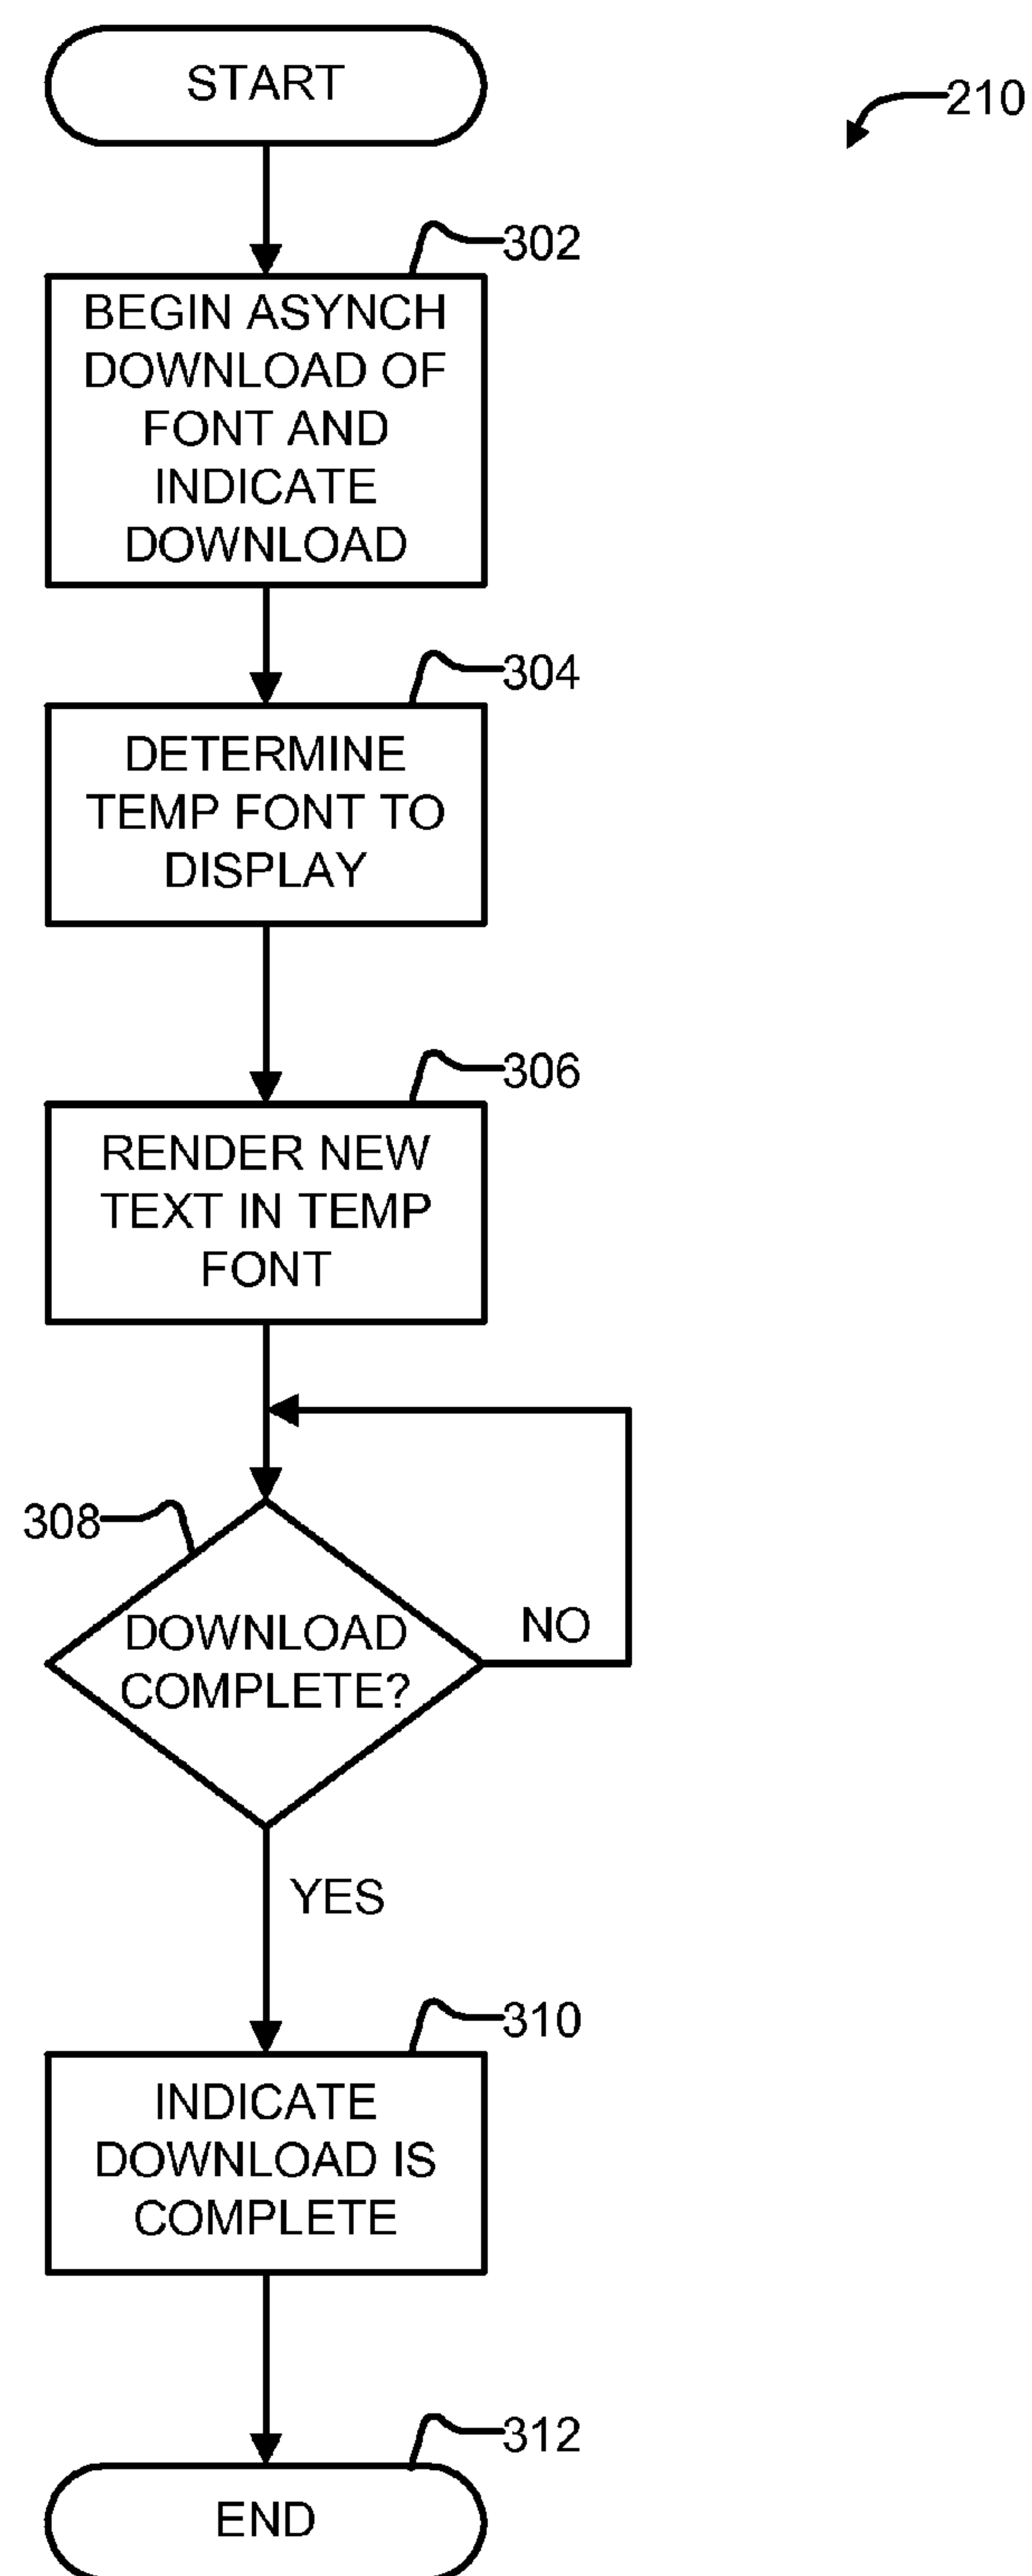 START
210
302
BEGIN ASYNCH
DOWNLOAD OF
FONT AND
INDICATE
DOWNLOAD
304
DETERMINE
TEMP FONT TO
DISPLAY
306
RENDER NEW
TEXT IN TEMP
FONT
308
DOWNLOAD
COMPLETE?
NO
YES
310
INDICATE
DOWNLOAD IS
COMPLETE
312
END